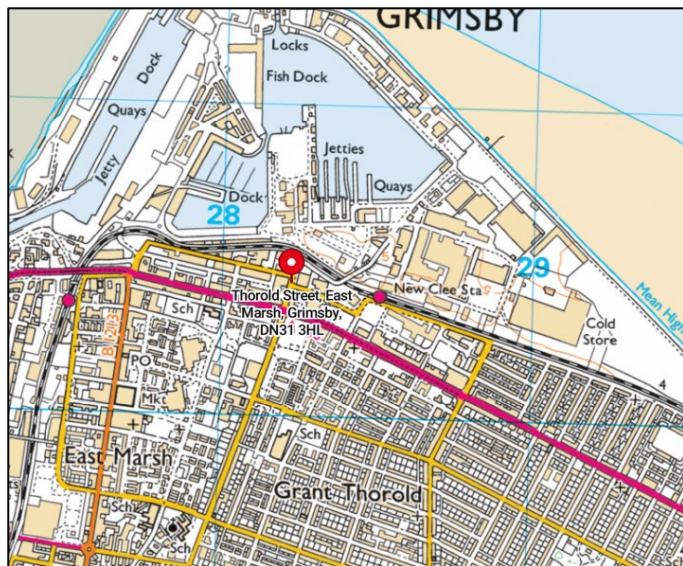 GRIMSBY
Locks
Fish Dock
Dock
Quays
Jetty
Jetties
Quays
Dock
28
29
5
New Clee Sta
Mean High
Thorold Street, East
Marsh, Grimsby,
DN31 3HL
Sch
Cold
Store
4
B1213
PO
Mkt
East Marsh
Sch
Grant Thorold
Sch
Sch